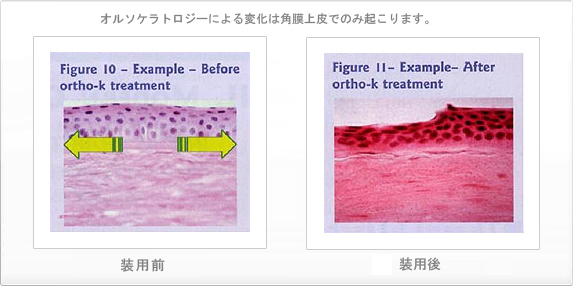 オルソケラトロジーによる変化は角膜上皮でのみ起こります。
Figure 10 – Example – Before
ortho-k treatment
Figure 11– Example– After
ortho-k treatment
装用前
装用後